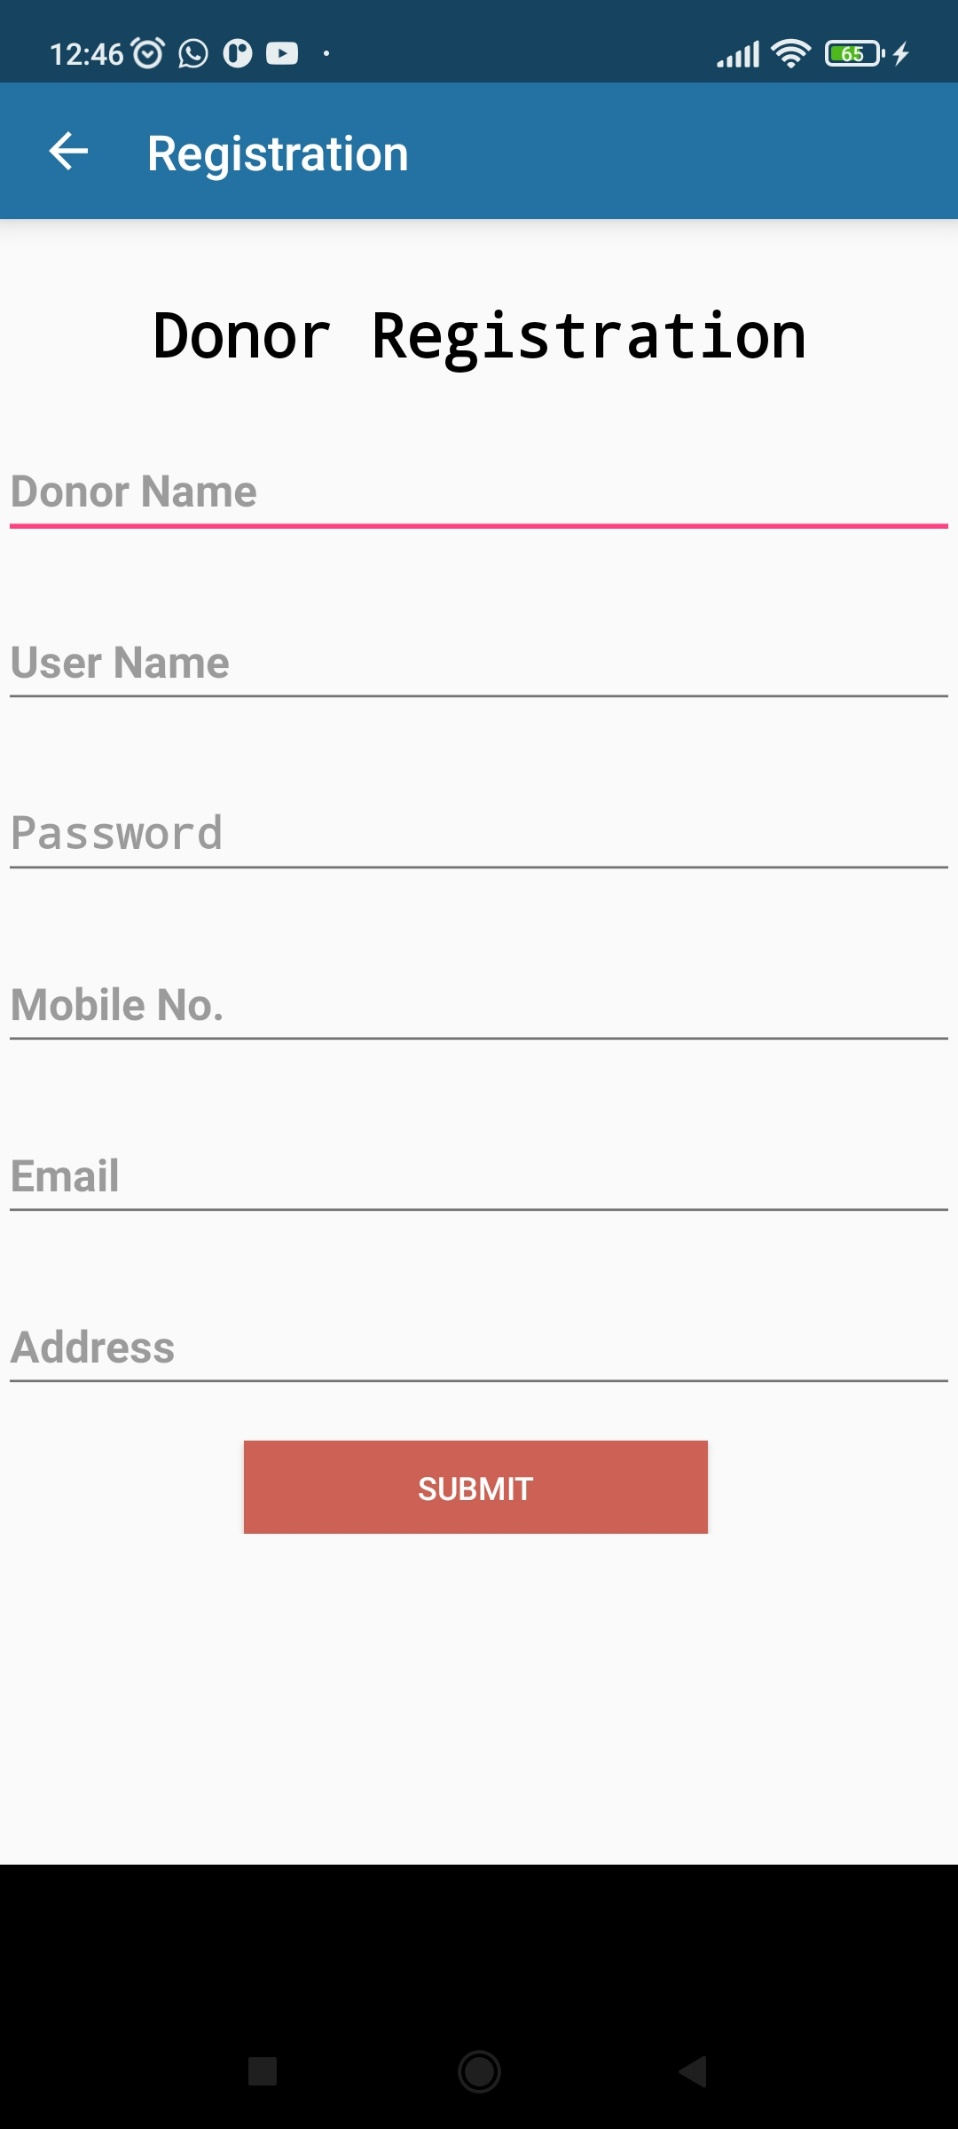 12:46
65
Registration
Donor Registration
Donor Name
User Name
Password
Mobile No.
Email
Address
SUBMIT